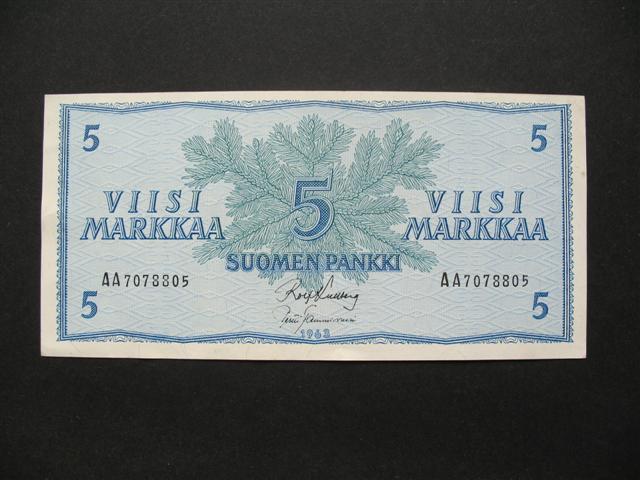 5 5
VIISI 5 VIISI
MARKKAA MARKKAA
SUOMEN PANKKI
AA7078805 AA7078805
5 5
1963